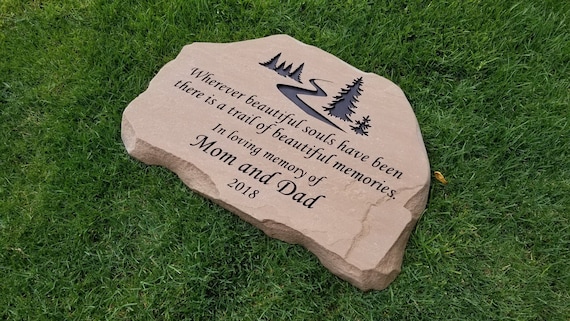 Wherever beautiful souls have been
there is a trail of beautiful memories.
In loving memory of
Mom and Dad
2018